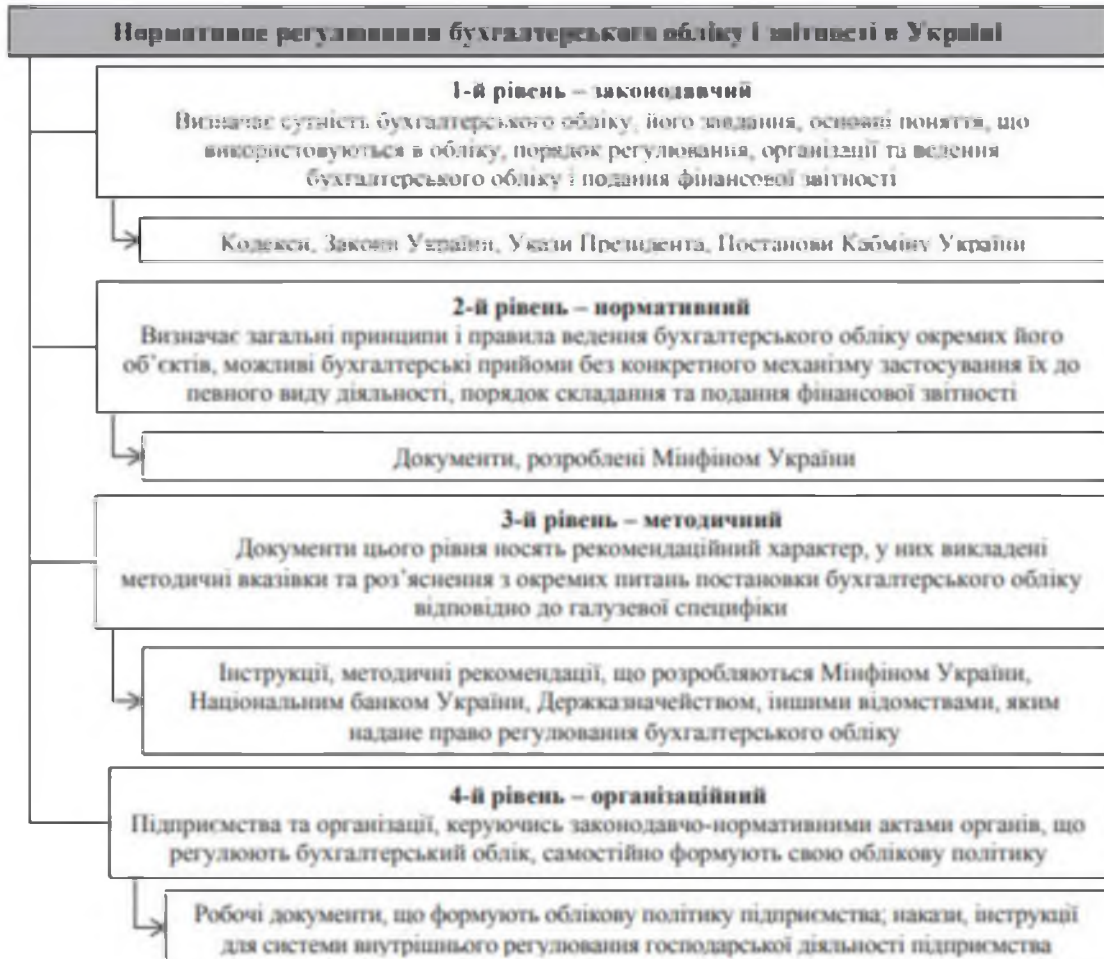 Нормативне регулювання бухгалтерського обліку і звітності в Україні
1-й рівень – законодавчий
Визначає сутність бухгалтерського обліку, його завдання, основні поняття, що
використовуються в обліку, порядок регулювання, організації та ведення
бухгалтерського обліку і подання фінансової звітності
Кодекси, Закони України, Укази Президента, Постанови Кабміну України
2-й рівень – нормативний
Визначає загальні принципи і правила ведення бухгалтерського обліку окремих його
об’єктів, можливі бухгалтерські прийоми без конкретного механізму застосування їх до
певного виду діяльності, порядок складання та подання фінансової звітності
Документи, розроблені Мінфіном України
3-й рівень – методичний
Документи цього рівня носять рекомендаційний характер, у них викладені
методичні вказівки та роз’яснення з окремих питань постановки бухгалтерського обліку
відповідно до галузевої специфіки
Інструкції, методичні рекомендації, що розробляються Мінфіном України,
Національним банком України, Держказначейством, іншими відомствами, яким
надане право регулювання бухгалтерського обліку
4-й рівень – організаційний
Підприємства та організації, керуючись законодавчо-нормативними актами органів, що
регулюють бухгалтерський облік, самостійно формують свою облікову політику
Робочі документи, що формують облікову політику підприємства; накази, інструкції
для системи внутрішнього регулювання господарської діяльності підприємства